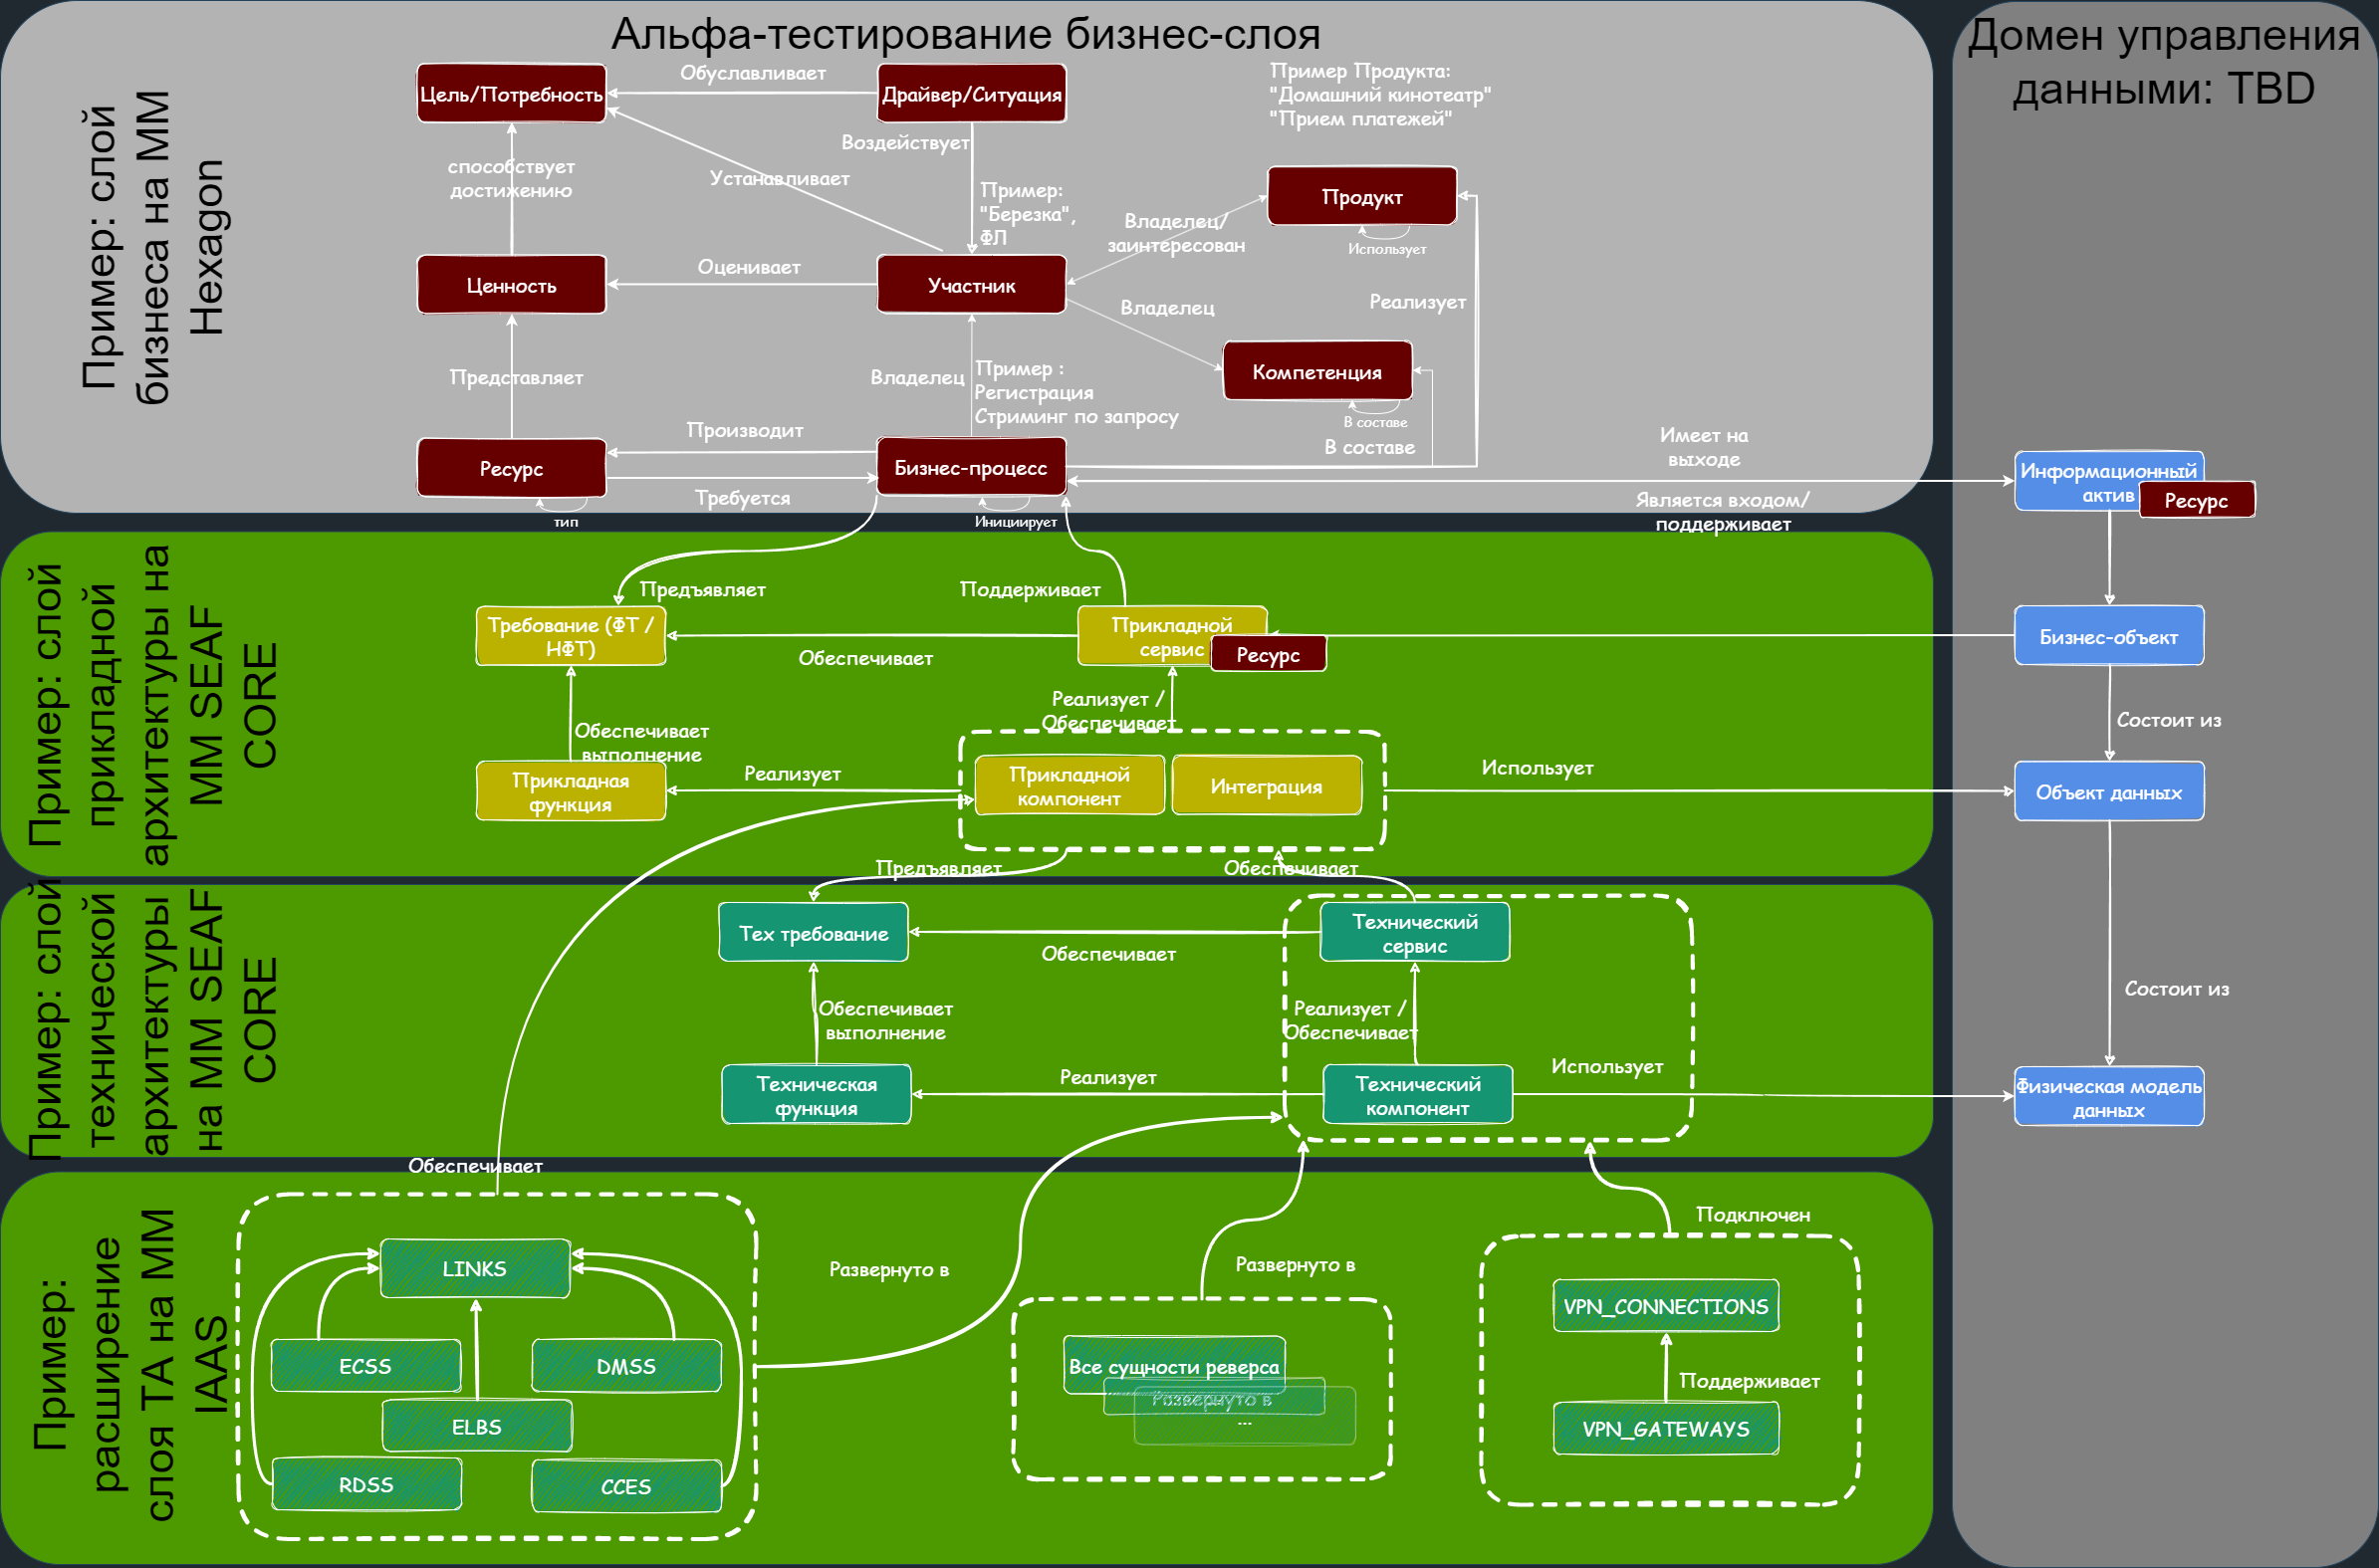 Альфа-тестирование бизнес-слоя
Домен управления
данными: TBD
Пример: слой
бизнеса на ММ
Hexagon
Цель/Потребность
Обуславливает
Драйвер/Ситуация
Пример Продукта:
"Домашний кинотеатр"
"Прием платежей"
Воздействует
способствует
достижению
Устанавливает
Пример:
"Березка",
ФЛ
Продукт
Владелец/
заинтересован
Использует
Ценность
Оценивает
Участник
Владелец
Реализует
Компетенция
В составе
Представляет
Владелец
Пример :
Регистрация
Стриминг по запросу
Производит
В составе
Имеет на
выходе
Ресурс
Бизнес-процесс
Требуется
тип
Инициирует
Является входом/
поддерживает
Информационный
актив
Ресурс
Пример: слой
прикладной
архитектуры на
ММ SEAF
CORE
Предъявляет
Поддерживает
Требование (ФТ /
НФТ)
Обеспечивает
Прикладной
сервис
Ресурс
Бизнес-объект
Реализует /
Обеспечивает
Состоит из
Обеспечивает
выполнение
Прикладная
функция
Реализует
Прикладной
компонент
Интеграция
Использует
Объект данных
Предъявляет
Обеспечивает
Пример: слой
технической
архитектуры
на ММ SEAF
CORE
Тех требование
Обеспечивает
Технический
сервис
Обеспечивает
выполнение
Реализует /
Обеспечивает
Состоит из
Техническая
функция
Реализует
Технический
компонент
Использует
Физическая модель
данных
Обеспечивает
Пример:
расширение
слоя ТА на ММ
IAAS
LINKS
ECSS
DMSS
ELBS
RDSS
CCES
Развернуто в
Развернуто в
Все сущности реверса
Развернуто в
...
Подключен
VPN_CONNECTIONS
Поддерживает
VPN_GATEWAYS